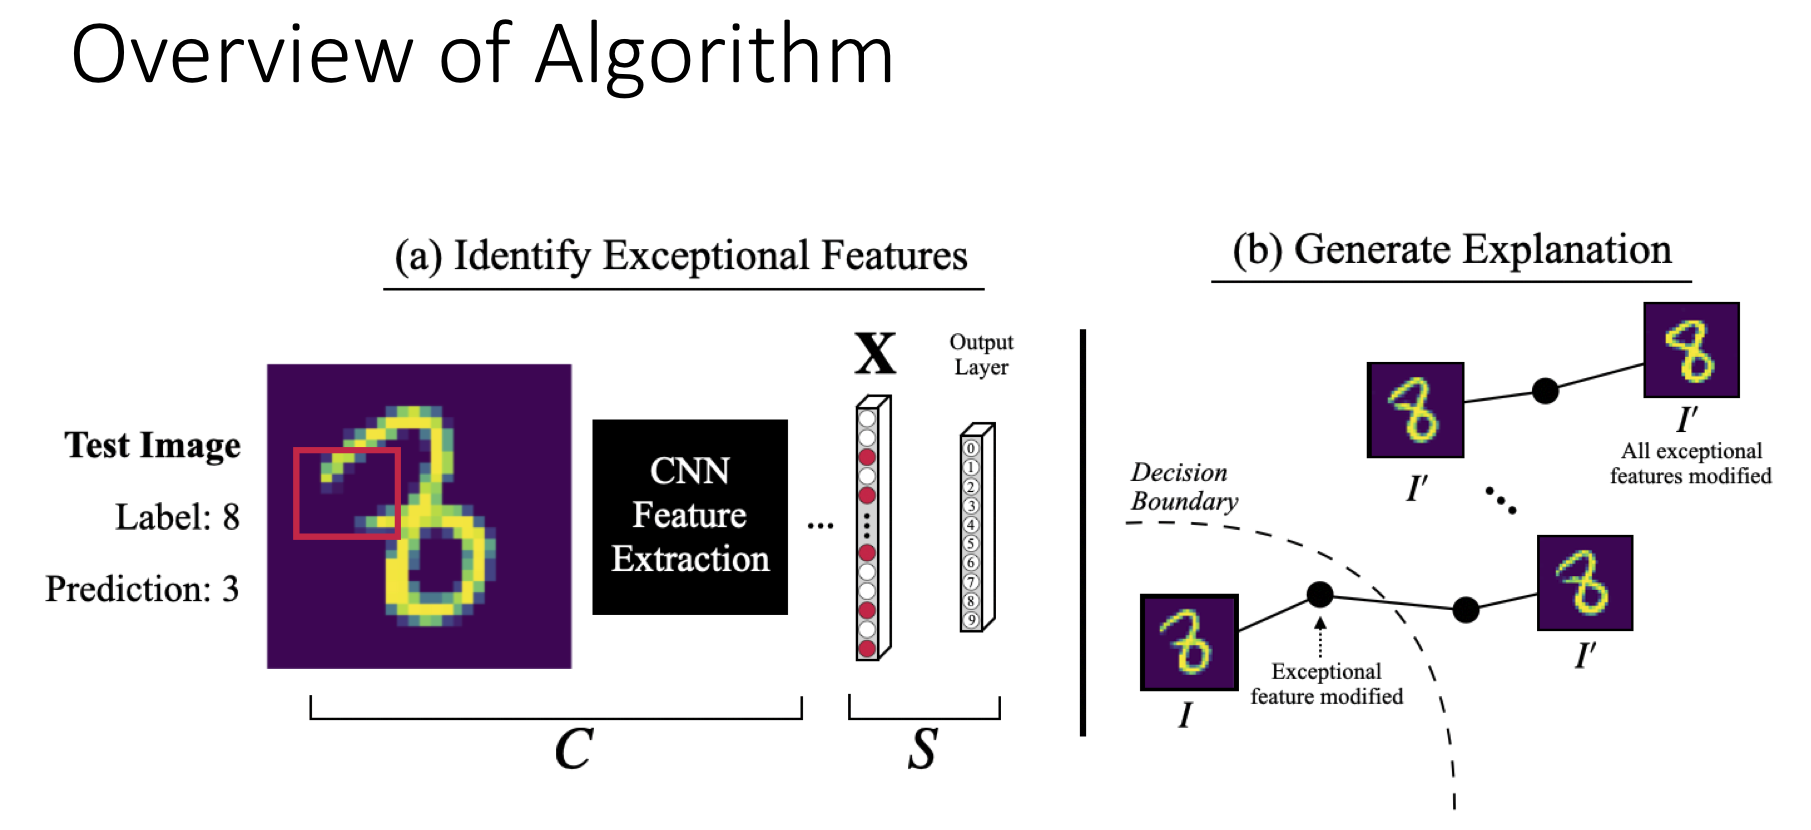 Overview of Algorithm
(a) Identify Exceptional Features
Test Image
Label: 8
Prediction: 3
CNN
Feature
Extraction
...
X
Output
Layer
0
1
2
3
4
5
6
7
8
9
C
S
(b) Generate Explanation
Decision
Boundary
I
Exceptional
feature modified
I′
I′
I′
All exceptional
features modified